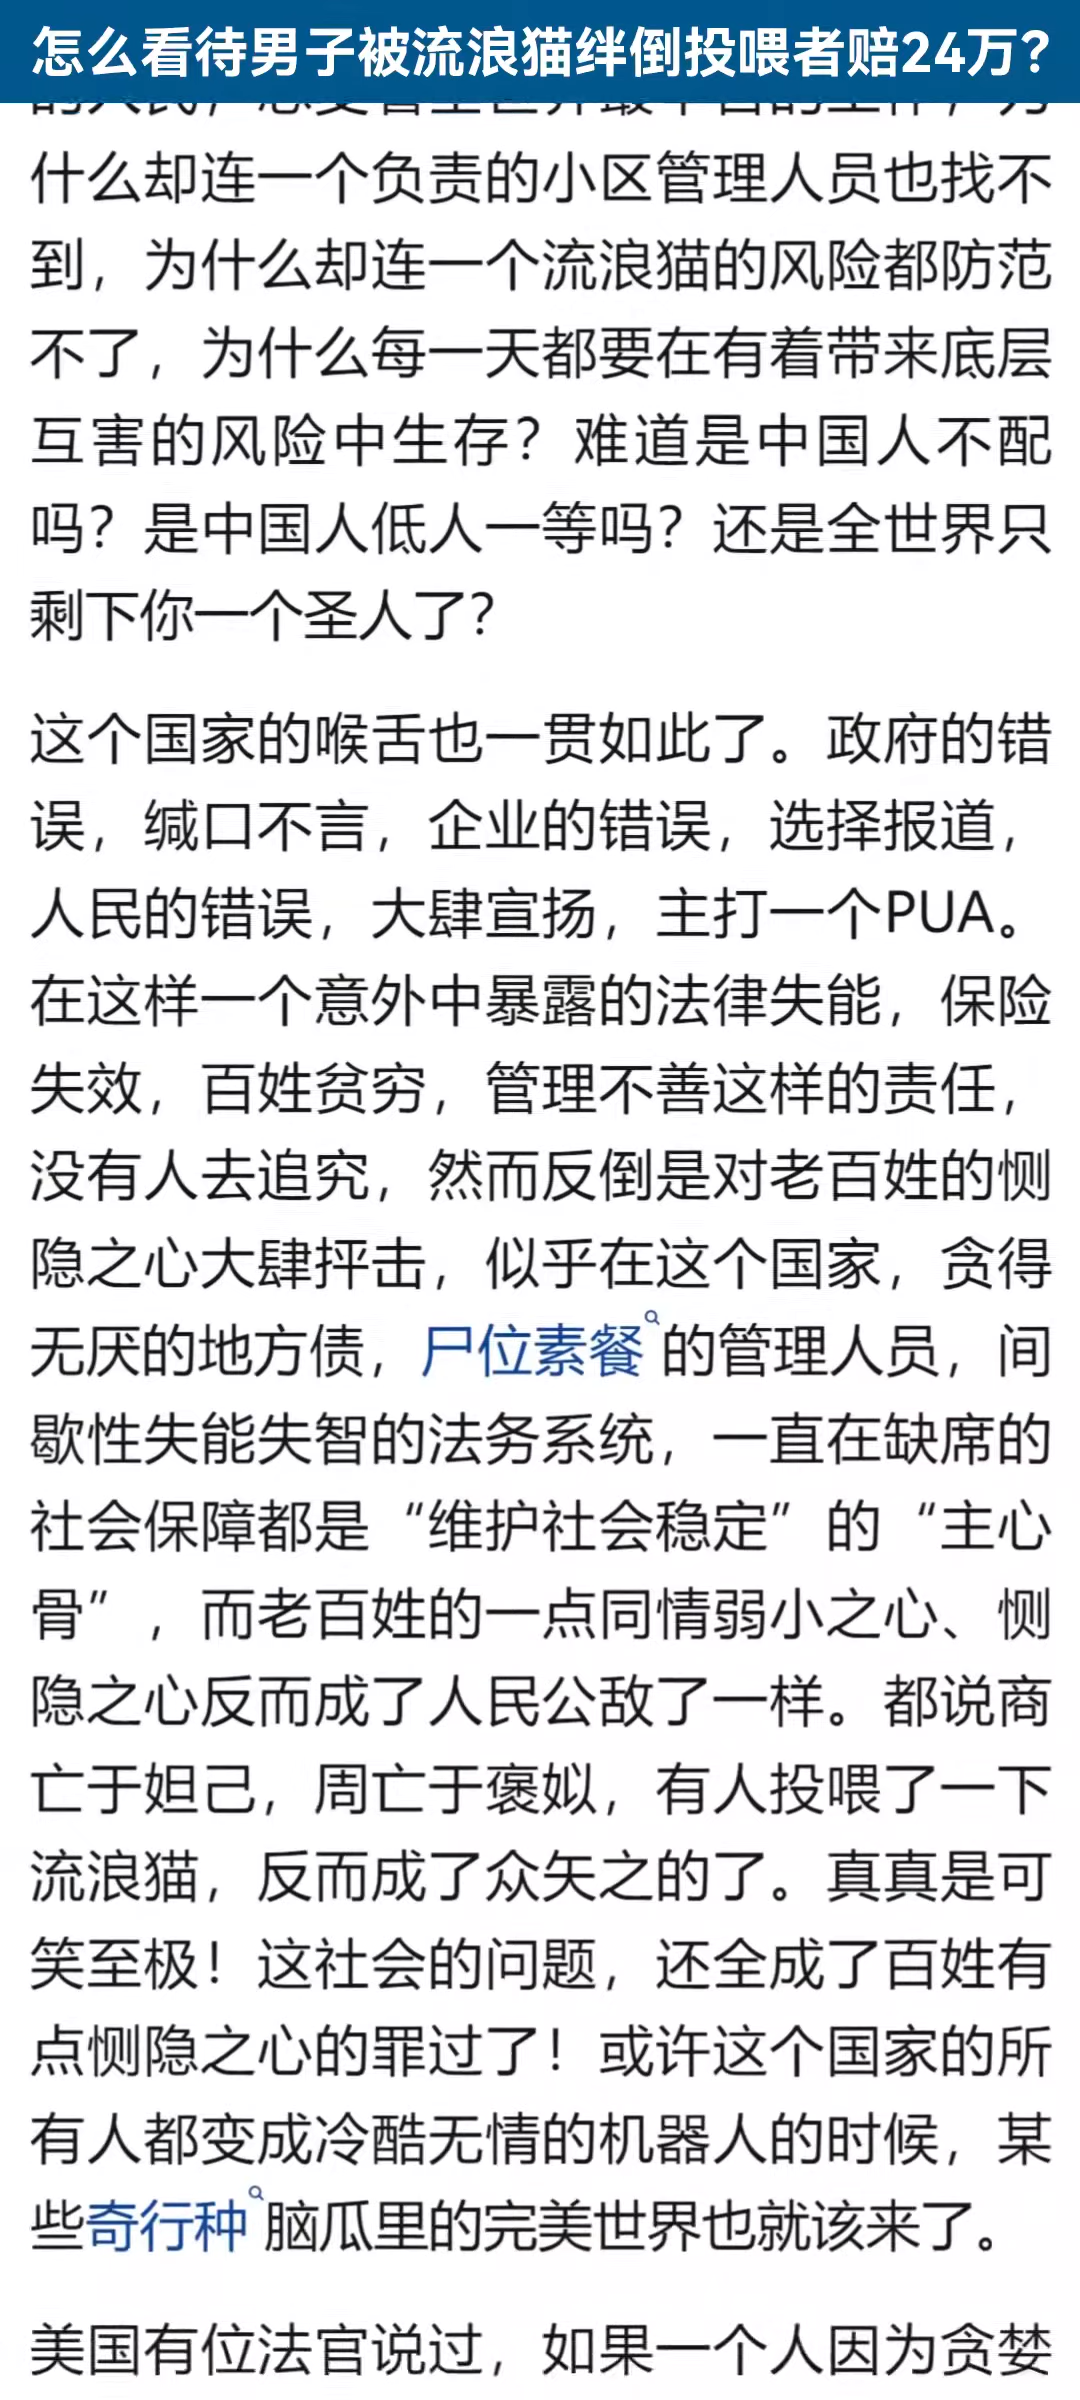 怎么看待男子被流浪猫绊倒投喂者赔24万?
什么却连一个负责的小区管理人员也找不
到，为什么却连一个流浪猫的风险都防范
不了，为什么每一天都要在有着带来底层
互害的风险中生存？难道是中国人不配
吗？是中国人低人一等吗？还是全世界只
剩下你一个圣人了？
这个国家的喉舌也一贯如此了。政府的错
误，缄口不言，企业的错误，选择报道，
人民的错误，大肆宣扬，主打一个PUA。
在这样一个意外中暴露的法律失能，保险
失效，百姓贫穷，管理不善这样的责任，
没有人去追究，然而反倒是对老百姓的恻
隐之心大肆抨击，似乎在这个国家，贪得
无厌的地方债，尸位素餐的管理人员，间
歇性失能失智的法务系统，一直在缺席的
社会保障都是“维护社会稳定”的“主心
骨”，而老百姓的一点同情弱小之心、恻
隐之心反而成了人民公敌了一样。都说商
亡于妲己，周亡于褒姒，有人投喂了一下
流浪猫，反而成了众矢之的了。真真是可
笑至极！这社会的问题，还全成了百姓有
点恻隐之心的罪过了！或许这个国家的所
有人都变成冷酷无情的机器人的时候，某
些奇行种脑瓜里的完美世界也就该来了。
美国有位法官说过，如果一个人因为贪婪